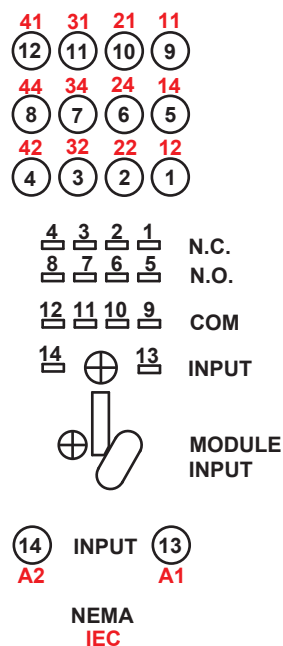 41 31 21 11
12 11 10 9
44 34 24 14
8 7 6 5
42 32 22 12
4 3 2 1
4 3 2 1 N.C.
8 7 6 5 N.O.
12 11 10 9 COM
14 13 INPUT
MODULE
INPUT
14 INPUT 13
A2 A1
NEMA
IEC